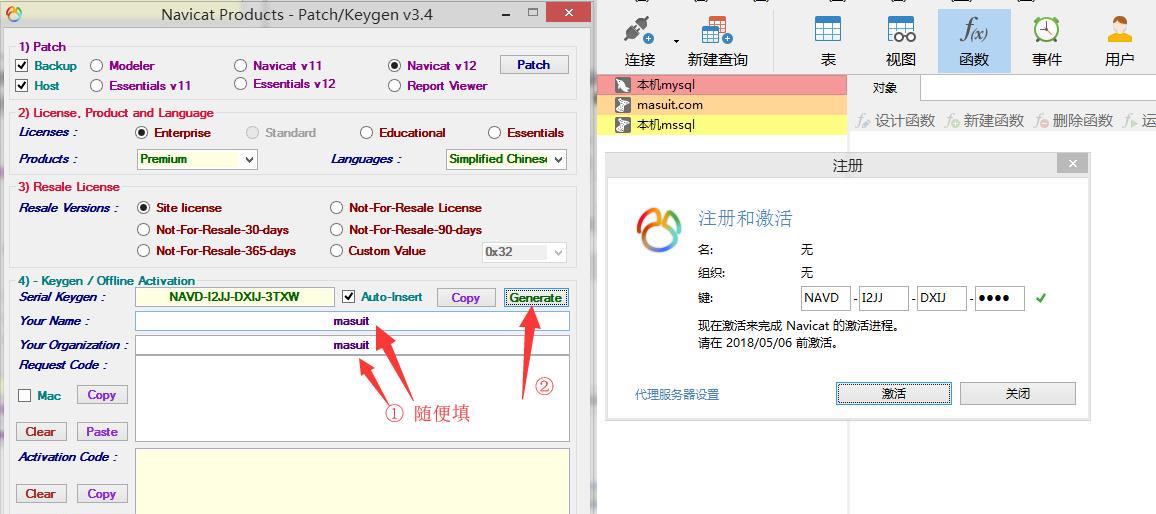 Navicat Products - Patch/Keygen v3.4
1) Patch
Backup Modeler Navicat v11 Navicat v12 Patch
Host Essentials v11 Essentials v12 Report Viewer
2) License, Product and Language
Licenses : Enterprise Standard Educational Essentials
Products : Premium Languages : Simplified Chinese
3) Resale License
Resale Versions : Site license Not-For-Resale License
Not-For-Resale-30-days Not-For-Resale-90-days
Not-For-Resale-365-days Custom Value 0x32
4) - Keygen / Offline Activation
Serial Keygen : NAVD-I2JJ-DXIJ-3TXW Auto-Insert Copy Generate
Your Name : masuit
Your Organization : masuit
Request Code :
Mac Copy
① 随便填
②
Clear Paste
Activation Code :
Clear Copy
连接 新建查询 表 视图 f(x) 函数 事件 用户
本机mysql
masuit.com
本机mssql
对象
设计函数 新建函数 删除函数
注册
注册和激活
名: 无
组织: 无
键: NAVD - I2JJ - DXIJ - ●●●●
现在激活来完成 Navicat 的激活进程。
请在 2018/05/06 前激活。
代理服务器设置 激活 关闭